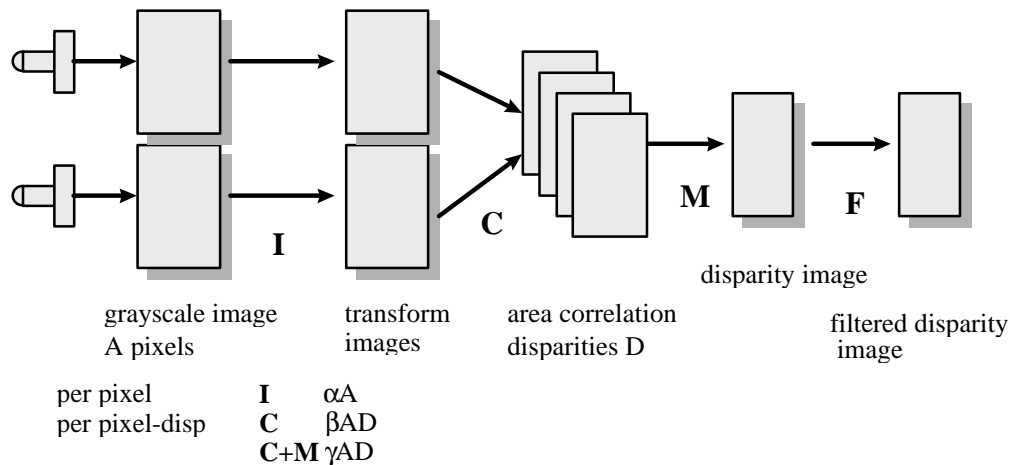 I
C
M
F
disparity image
grayscale image
A pixels
transform
images
area correlation
disparities D
filtered disparity
image
per pixel I αA
per pixel-disp C βAD
C+M γAD